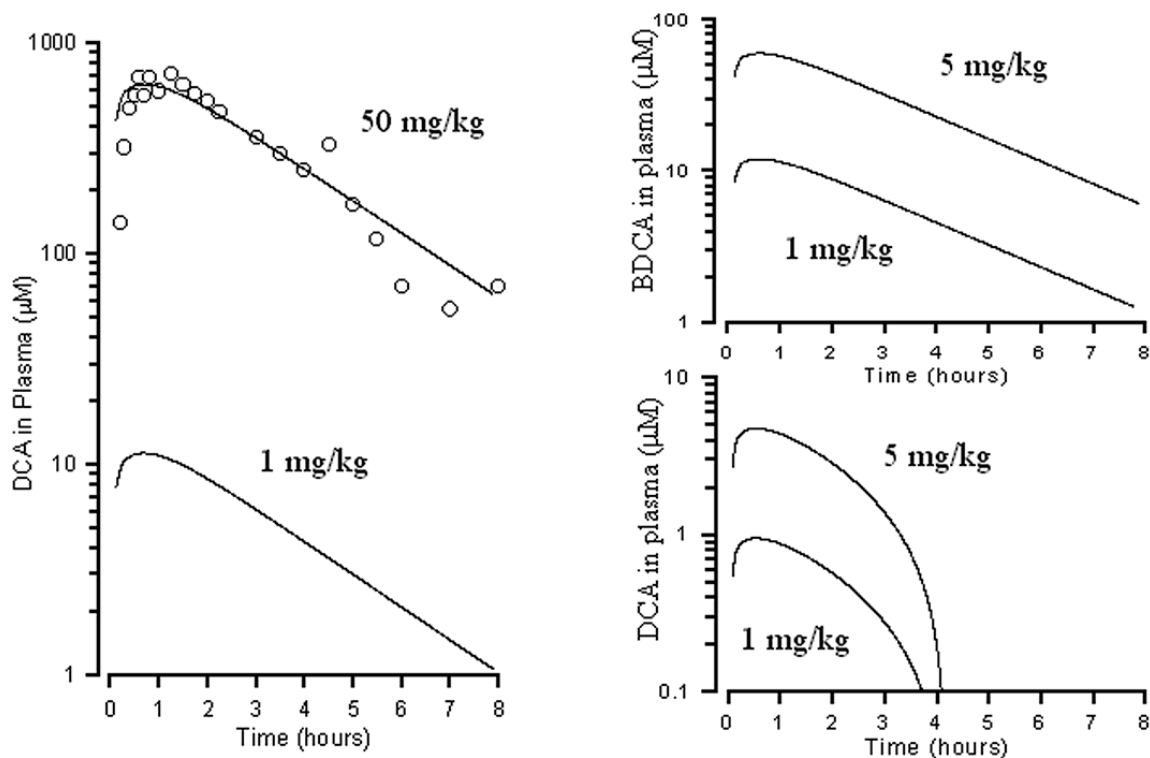 1000
100
10
1
DCA in Plasma (µM)
50 mg/kg
1 mg/kg
0 1 2 3 4 5 6 7 8
Time (hours)
100
10
1
BDCA in plasma (µM)
5 mg/kg
1 mg/kg
0 1 2 3 4 5 6 7 8
Time (hours)
10
1
0.1
DCA in plasma (µM)
5 mg/kg
1 mg/kg
0 1 2 3 4 5 6 7 8
Time (hours)